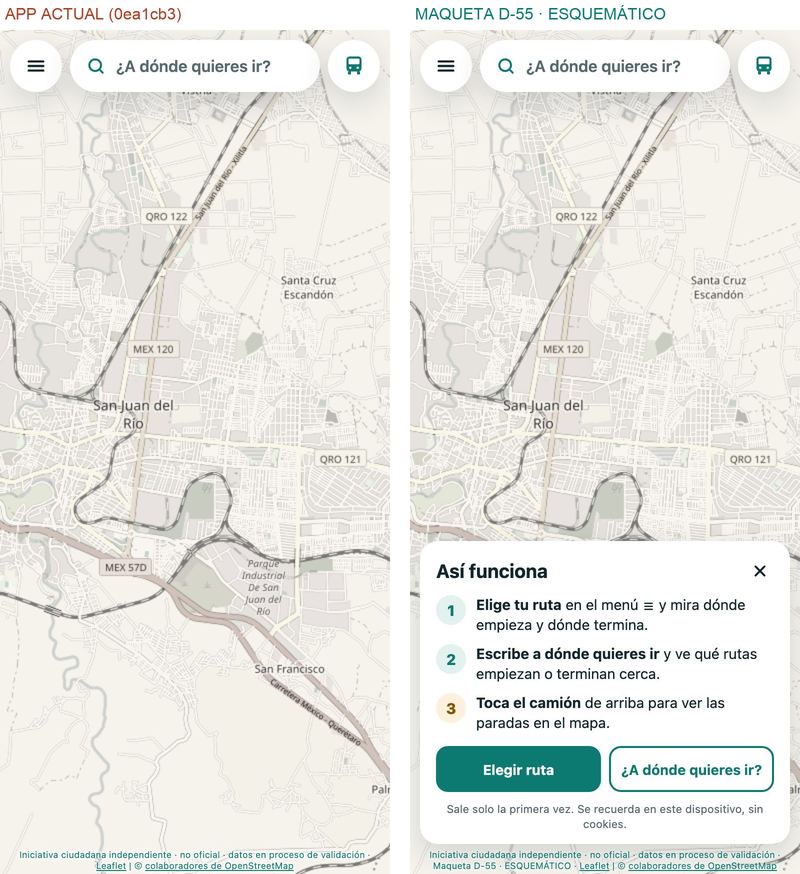 APP ACTUAL (0ea1cb3)
¿A dónde quieres ir?
QRO 122
San Juan del Río - Xilitla
Santa Cruz
Escandón
MEX 120
San Juan del
Río
QRO 121
MEX 57D
Parque
Industrial
De San
Juan del
Río
San Francisco
Carretera México - Querétaro
Iniciativa ciudadana independiente · no oficial · datos en proceso de validación ·
Leaflet | © colaboradores de OpenStreetMap
MAQUETA D-55 · ESQUEMÁTICO
¿A dónde quieres ir?
QRO 122
San Juan del Río - Xilitla
Santa Cruz
Escandón
MEX 120
San Juan del
Río
QRO 121
Así funciona
1 Elige tu ruta en el menú ≡ y mira dónde
empieza y dónde termina.
2 Escribe a dónde quieres ir y ve qué rutas
empiezan o terminan cerca.
3 Toca el camión de arriba para ver las
paradas en el mapa.
Elegir ruta
¿A dónde quieres ir?
Sale solo la primera vez. Se recuerda en este dispositivo, sin
cookies.
Iniciativa ciudadana independiente · no oficial · datos en proceso de validación ·
Maqueta D-55 · ESQUEMÁTICO · Leaflet | © colaboradores de OpenStreetMap